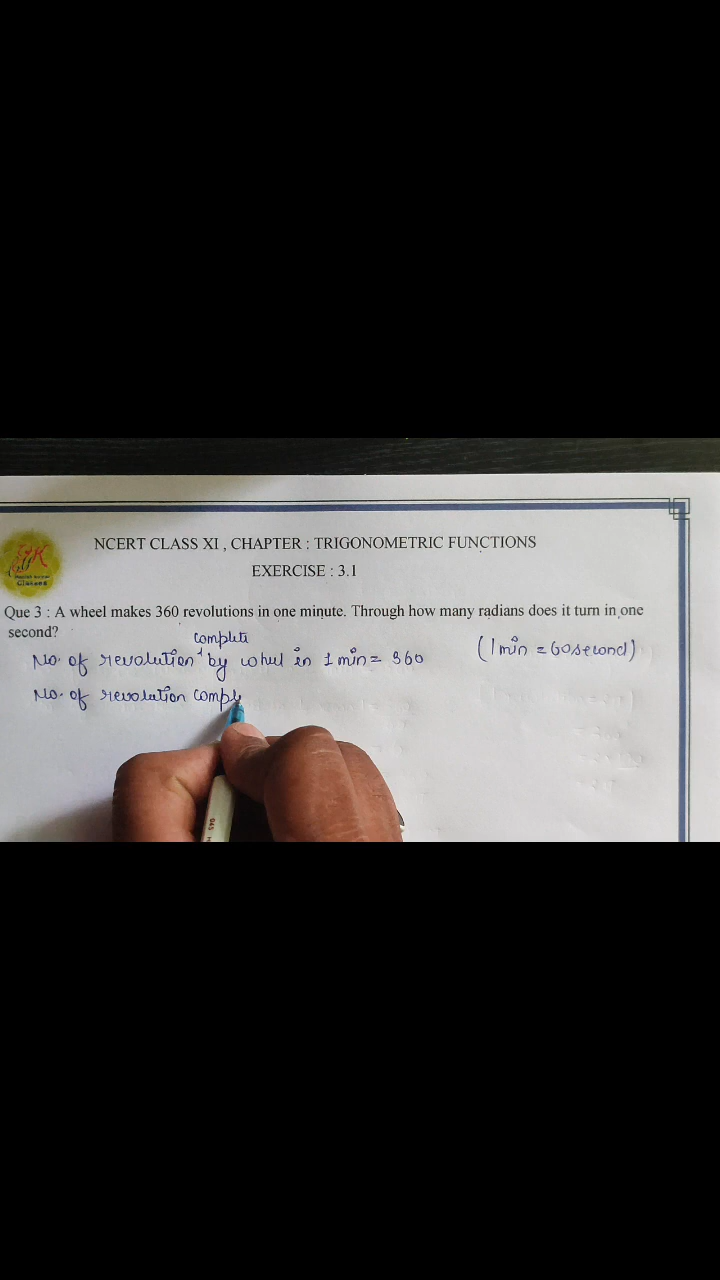 NCERT CLASS XI , CHAPTER : TRIGONOMETRIC FUNCTIONS
EXERCISE : 3.1
Que 3 : A wheel makes 360 revolutions in one minute. Through how many radians does it turn in one
second?
complete
No. of revolution by wheel in 1 min = 360 (1 min = 60 second)
No. of revolution comple
Classes